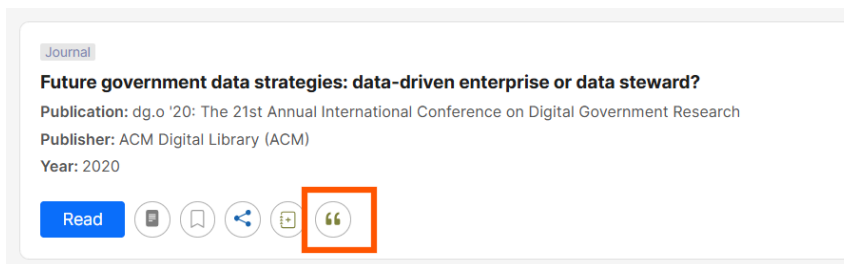 Journal
Future government data strategies: data-driven enterprise or data steward?
Publication: dg.o '20: The 21st Annual International Conference on Digital Government Research
Publisher: ACM Digital Library (ACM)
Year: 2020
Read